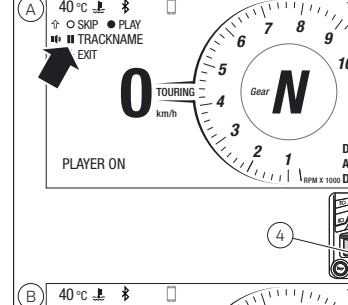 A
40 °C
SKIP PLAY
TRACKNAME
EXIT
0
TOURING
km/h
PLAYER ON
Gear
N
1
2
3
4
5
6
7
8
9
10
RPM X 1000
D
A
D
4
B
40 °C